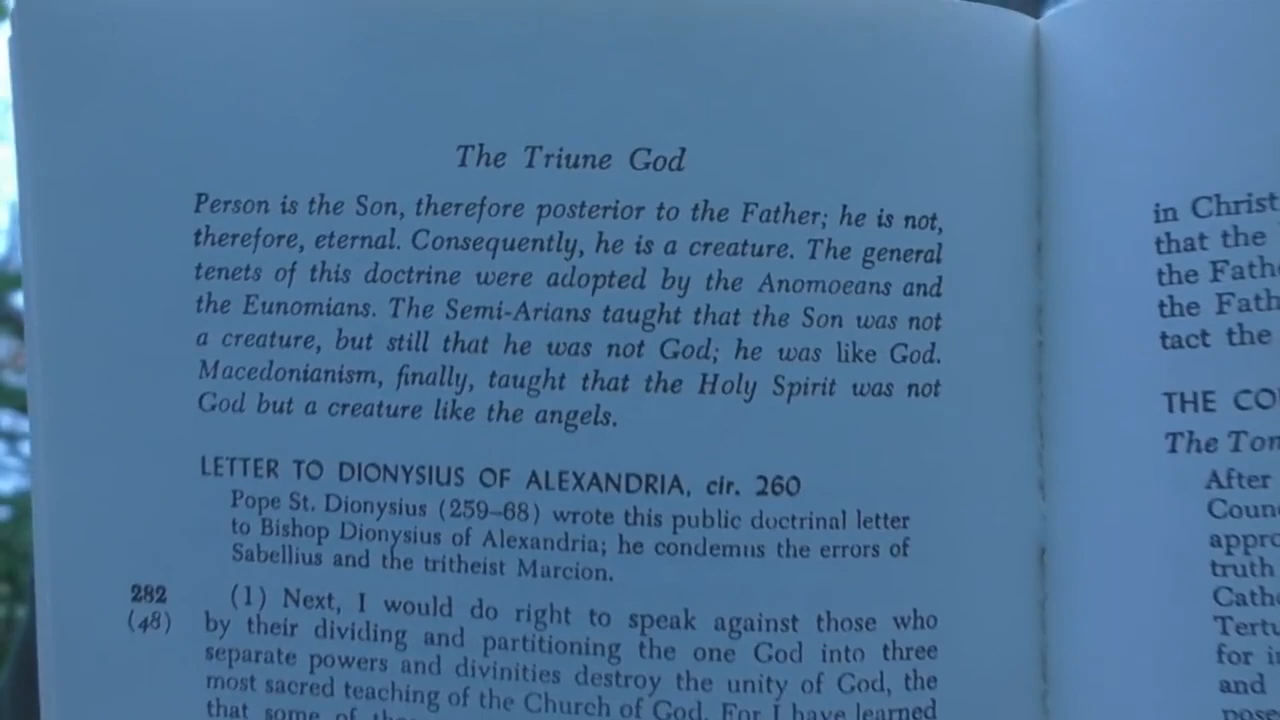 The Triune God
Person is the Son, therefore posterior to the Father; he is not,
therefore, eternal. Consequently, he is a creature. The general
tenets of this doctrine were adopted by the Anomoeans and
the Eunomians. The Semi-Arians taught that the Son was not
a creature, but still that he was not God; he was like God.
Macedonianism, finally, taught that the Holy Spirit was not
God but a creature like the angels.
LETTER TO DIONYSIUS OF ALEXANDRIA, cir. 260
Pope St. Dionysius (259–68) wrote this public doctrinal letter
to Bishop Dionysius of Alexandria; he condemns the errors of
Sabellius and the tritheist Marcion.
282
(48)
(1) Next, I would do right to speak against those who
by their dividing and partitioning the one God into three
separate powers and divinities destroy the unity of God, the
most sacred teaching of the Church of God. For I have learned
that some of
in Christ
that the
the Fath
the Fath
tact the
THE CO
The Tom
After
Counc
appro
truth
Catho
Tertu
for i
and
pose